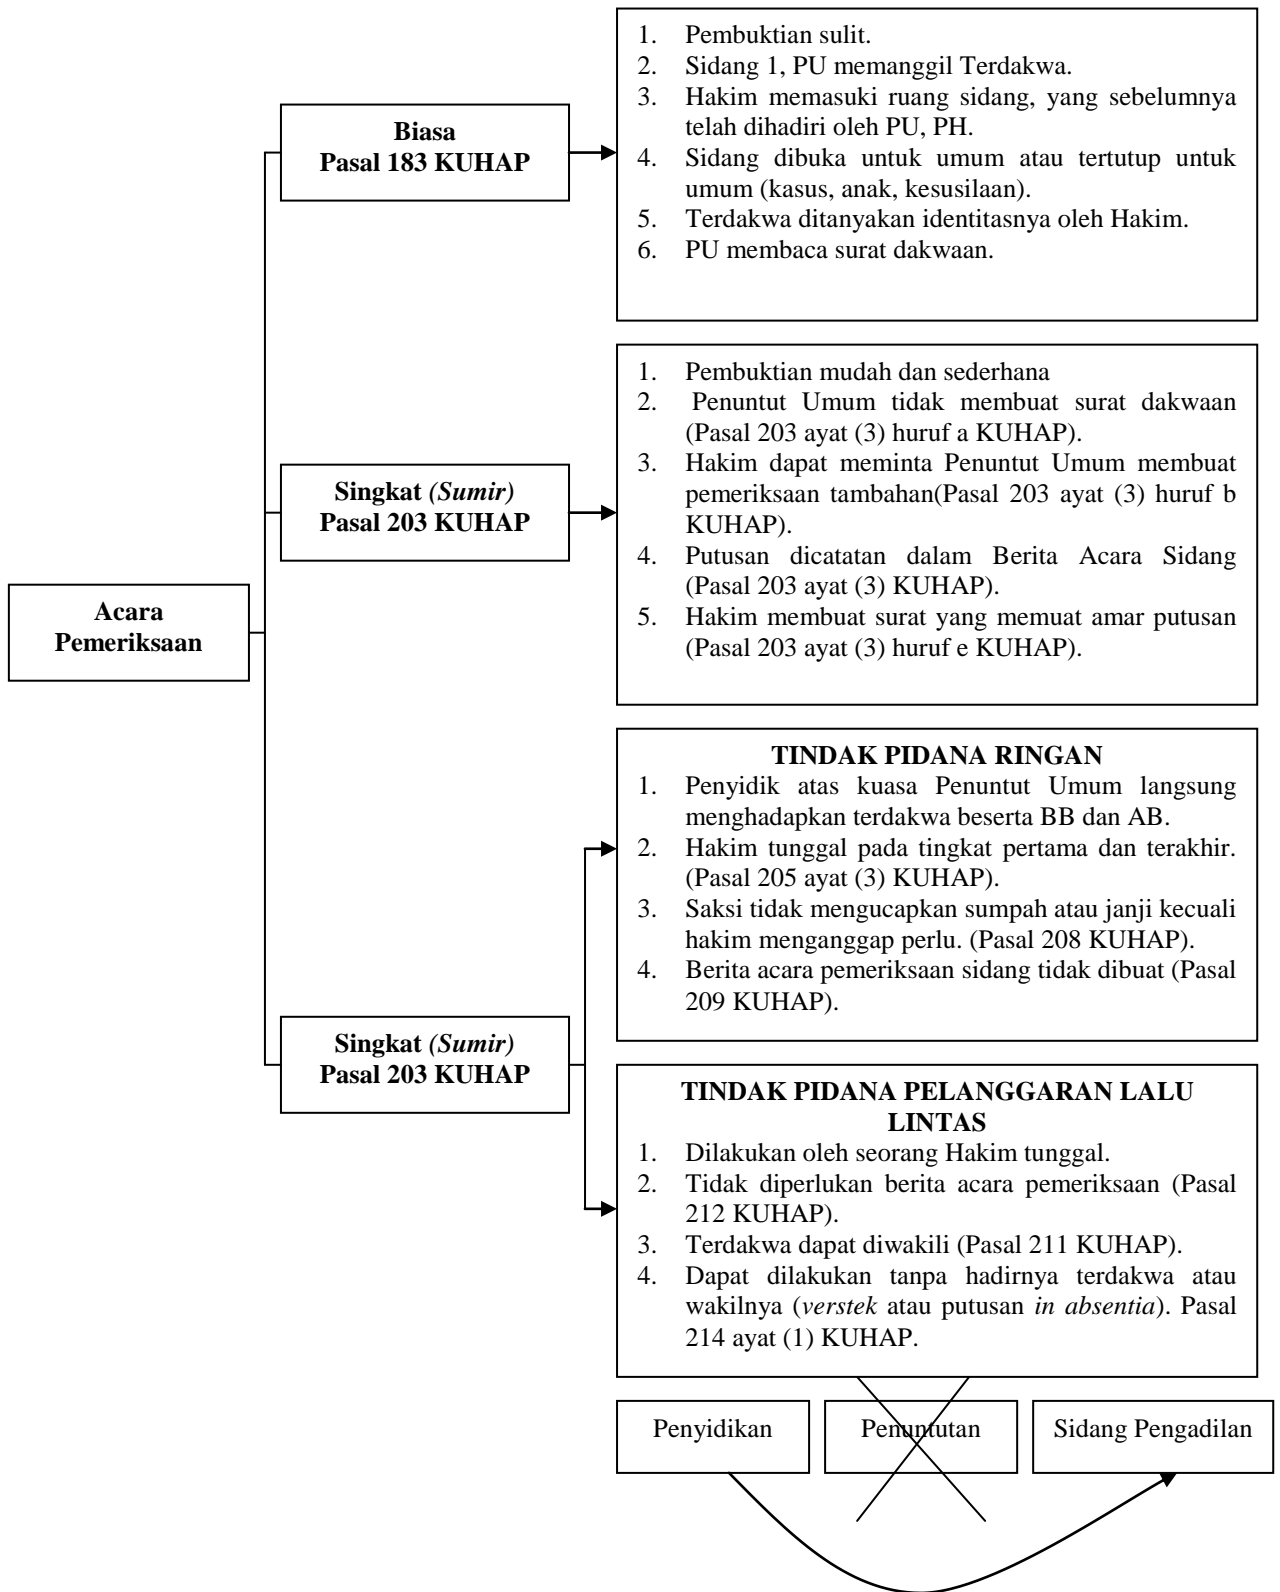 1. Pembuktian sulit.
2. Sidang 1, PU memanggil Terdakwa.
3. Hakim memasuki ruang sidang, yang sebelumnya
telah dihadiri oleh PU, PH.
4. Sidang dibuka untuk umum atau tertutup untuk
umum (kasus, anak, kesusilaan).
5. Terdakwa ditanyakan identitasnya oleh Hakim.
6. PU membaca surat dakwaan.
Biasa
Pasal 183 KUHAP
1. Pembuktian mudah dan sederhana
2. Penuntut Umum tidak membuat surat dakwaan
(Pasal 203 ayat (3) huruf a KUHAP).
3. Hakim dapat meminta Penuntut Umum membuat
pemeriksaan tambahan(Pasal 203 ayat (3) huruf b
KUHAP).
4. Putusan dicatatan dalam Berita Acara Sidang
(Pasal 203 ayat (3) KUHAP).
5. Hakim membuat surat yang memuat amar putusan
(Pasal 203 ayat (3) huruf e KUHAP).
Singkat (Sumir)
Pasal 203 KUHAP
Acara
Pemeriksaan
TINDAK PIDANA RINGAN
1. Penyidik atas kuasa Penuntut Umum langsung
menghadapkan terdakwa beserta BB dan AB.
2. Hakim tunggal pada tingkat pertama dan terakhir.
(Pasal 205 ayat (3) KUHAP).
3. Saksi tidak mengucapkan sumpah atau janji kecuali
hakim menganggap perlu. (Pasal 208 KUHAP).
4. Berita acara pemeriksaan sidang tidak dibuat (Pasal
209 KUHAP).
Singkat (Sumir)
Pasal 203 KUHAP
TINDAK PIDANA PELANGGARAN LALU
LINTAS
1. Dilakukan oleh seorang Hakim tunggal.
2. Tidak diperlukan berita acara pemeriksaan (Pasal
212 KUHAP).
3. Terdakwa dapat diwakili (Pasal 211 KUHAP).
4. Dapat dilakukan tanpa hadirnya terdakwa atau
wakilnya (verstek atau putusan in absentia). Pasal
214 ayat (1) KUHAP.
Penyidikan
Penuntutan
Sidang Pengadilan